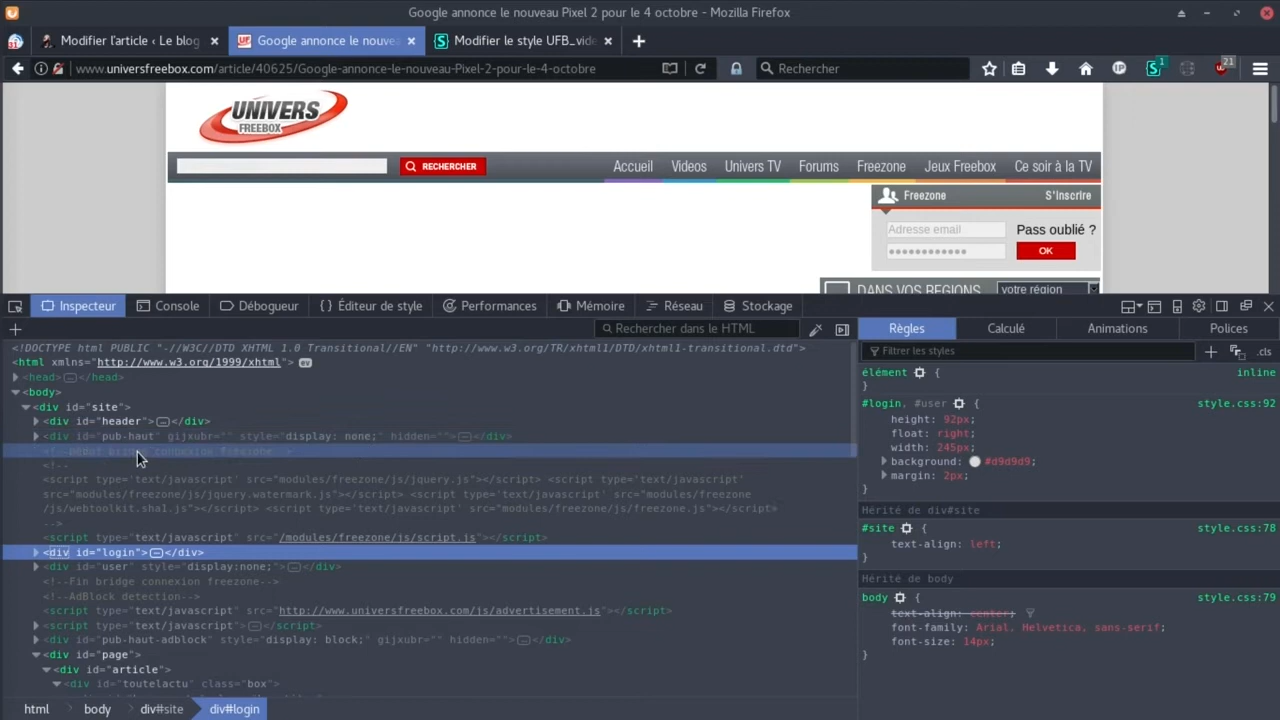 Google annonce le nouveau Pixel 2 pour le 4 octobre - Mozilla Firefox
31 Modifier l'article ‹ Le blog UF Google annonce le nouve Modifier le style UFB_vide
www.universfreebox.com/article/40625/Google-annonce-le-nouveau-Pixel-2-pour-le-4-octobre Rechercher 1 21
UNIVERS
FREEBOX
RECHERCHER Accueil Videos Univers TV Forums Freezone Jeux Freebox Ce soir à la TV
Freezone S'inscrire
Adresse email Pass oublié ?
OK
DANS VOS REGIONS votre région
Inspecteur Console Débogueur Éditeur de style Performances Mémoire Réseau Stockage
Rechercher dans le HTML Règles Calculé Animations Polices
Filtrer les styles .cls
<!DOCTYPE html PUBLIC "-//W3C//DTD XHTML 1.0 Transitional//EN" "http://www.w3.org/TR/xhtml1/DTD/xhtml1-transitional.dtd">
<html xmlns="http://www.w3.org/1999/xhtml"> ev
<head></head>
<body>
<div id="site">
<div id="header"></div>
<div id="pub-haut" gijxubr="" style="display: none;" hidden=""></div>
<!--Début bridge connexion freezone -->
<!--
<script type='text/javascript' src="modules/freezone/js/jquery.js"></script> <script type='text/javascript'
src="modules/freezone/js/jquery.watermark.js"></script> <script type='text/javascript' src="modules/freezone
/js/webtoolkit.sha1.js"></script> <script type='text/javascript' src="modules/freezone/js/freezone.js"></script>
-->
<script type="text/javascript" src="/modules/freezone/js/script.js"></script>
<div id="login"></div>
<div id="user" style="display:none;"></div>
<!--Fin bridge connexion freezone-->
<!--AdBlock detection-->
<script type="text/javascript" src="http://www.universfreebox.com/js/advertisement.js"></script>
<script type="text/javascript"></script>
<div id="pub-haut-adblock" style="display: block;" gijxubr="" hidden=""></div>
<div id="page">
<div id="article">
<div id="toutelactu" class="box">
élément { inline
}
#login, #user { style.css:92
height: 92px;
float: right;
width: 245px;
background: #d9d9d9;
margin: 2px;
}
Hérité de div#site
#site { style.css:78
text-align: left;
}
Hérité de body
body { style.css:79
text-align: center;
font-family: Arial, Helvetica, sans-serif;
font-size: 14px;
}
html body div#site div#login